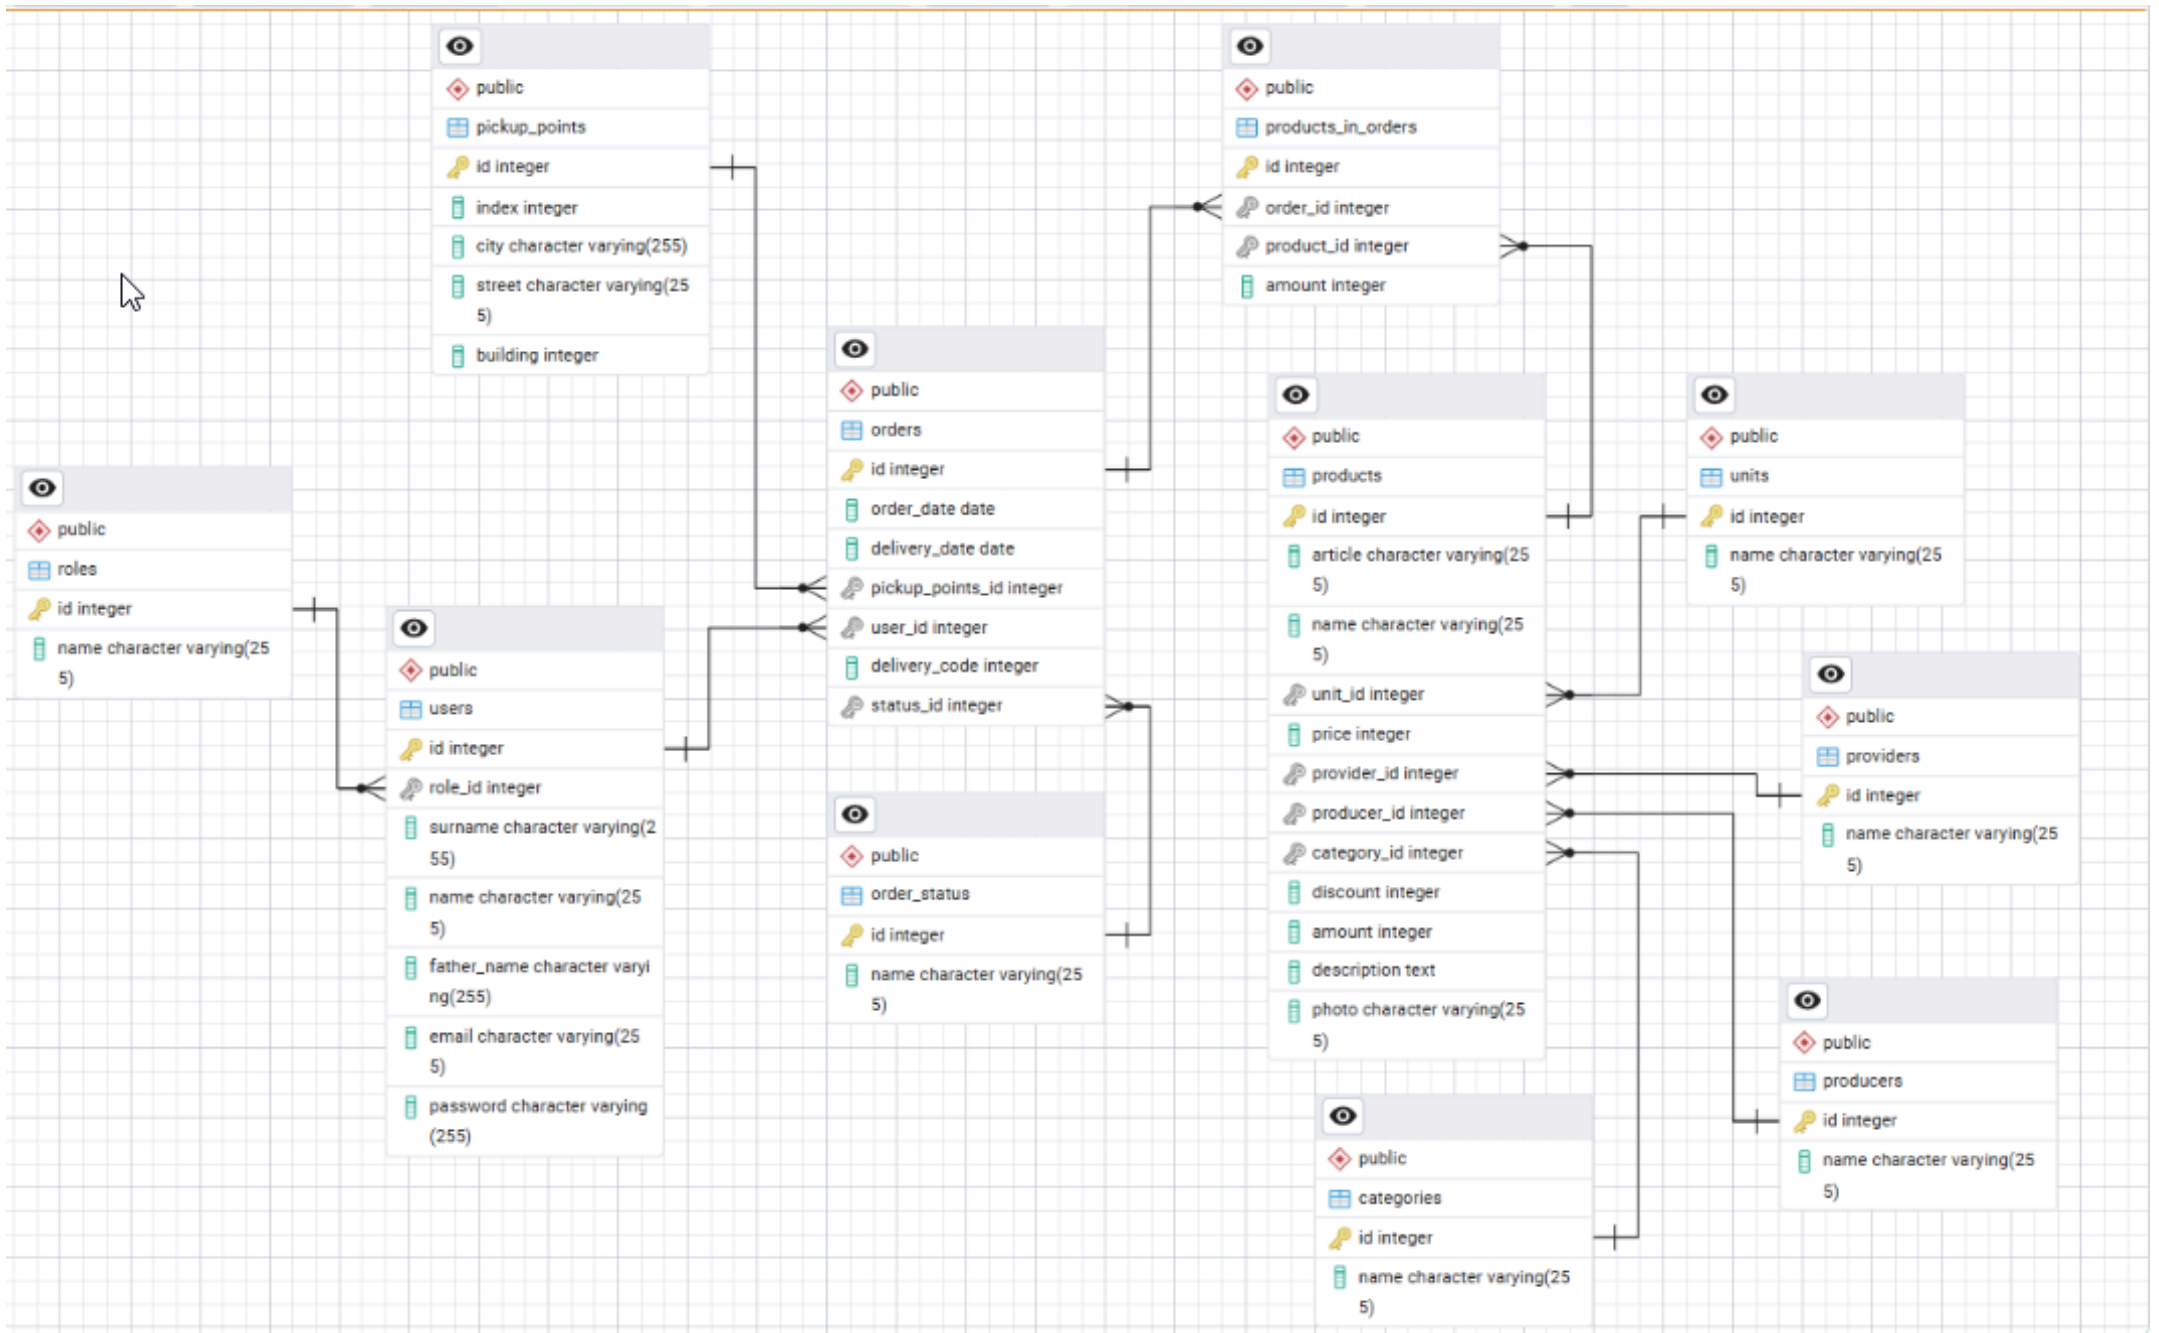 public
pickup_points
id integer
index integer
city character varying(255)
street character varying(25
5)
building integer
public
products_in_orders
id integer
order_id integer
product_id integer
amount integer
public
orders
id integer
order_date date
delivery_date date
pickup_points_id integer
user_id integer
delivery_code integer
status_id integer
public
products
id integer
article character varying(25
5)
name character varying(25
5)
unit_id integer
price integer
provider_id integer
producer_id integer
category_id integer
discount integer
amount integer
description text
photo character varying(25
5)
public
units
id integer
name character varying(25
5)
public
roles
id integer
name character varying(25
5)
public
users
id integer
role_id integer
surname character varying(2
55)
name character varying(25
5)
father_name character varyi
ng(255)
email character varying(25
5)
password character varying
(255)
public
order_status
id integer
name character varying(25
5)
public
providers
id integer
name character varying(25
5)
public
producers
id integer
name character varying(25
5)
public
categories
id integer
name character varying(25
5)